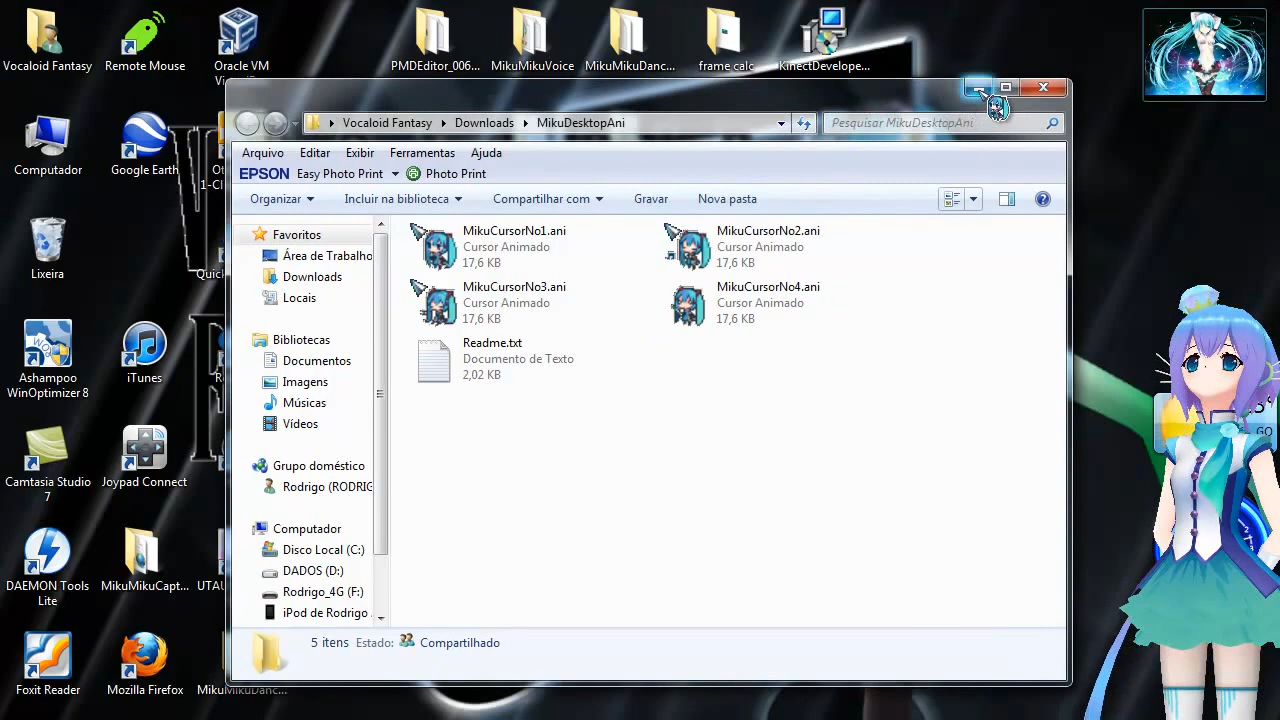 Vocaloid Fantasy
Remote Mouse
Oracle VM
PMDEditor_006...
MikuMikuVoice
MikuMikuDanc...
frame calc
KinectDevelope...
Vocaloid Fantasy
Downloads
MikuDesktopAni
Pesquisar MikuDesktopAni
Arquivo
Editar
Exibir
Ferramentas
Ajuda
EPSON
Easy Photo Print
Photo Print
Organizar
Incluir na biblioteca
Compartilhar com
Gravar
Nova pasta
Computador
Google Earth
Lixeira
Quick
Ashampoo
WinOptimizer 8
iTunes
Camtasia Studio
7
Joypad Connect
DAEMON Tools
Lite
MikuMikuCapt...
UTAU
Foxit Reader
Mozilla Firefox
MikuMikuDanc...
Favoritos
Área de Trabalho
Downloads
Locais
Bibliotecas
Documentos
Imagens
Músicas
Vídeos
Grupo doméstico
Rodrigo (RODRIG
Computador
Disco Local (C:)
DADOS (D:)
Rodrigo_4G (F:)
iPod de Rodrigo
MikuCursorNo1.ani
Cursor Animado
17,6 KB
MikuCursorNo2.ani
Cursor Animado
17,6 KB
MikuCursorNo3.ani
Cursor Animado
17,6 KB
MikuCursorNo4.ani
Cursor Animado
17,6 KB
Readme.txt
Documento de Texto
2,02 KB
5 itens
Estado:
Compartilhado
GO